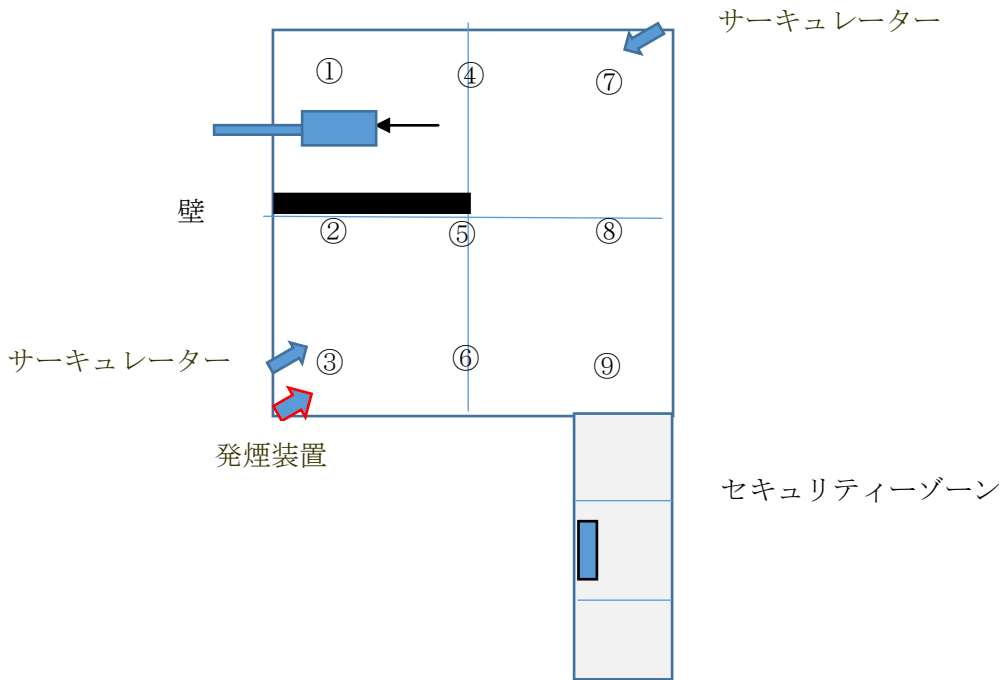 サーキュレーター
① ④ ⑦
壁
② ⑤ ⑧
サーキュレーター
③ ⑥ ⑨
発煙装置
セキュリティーゾーン